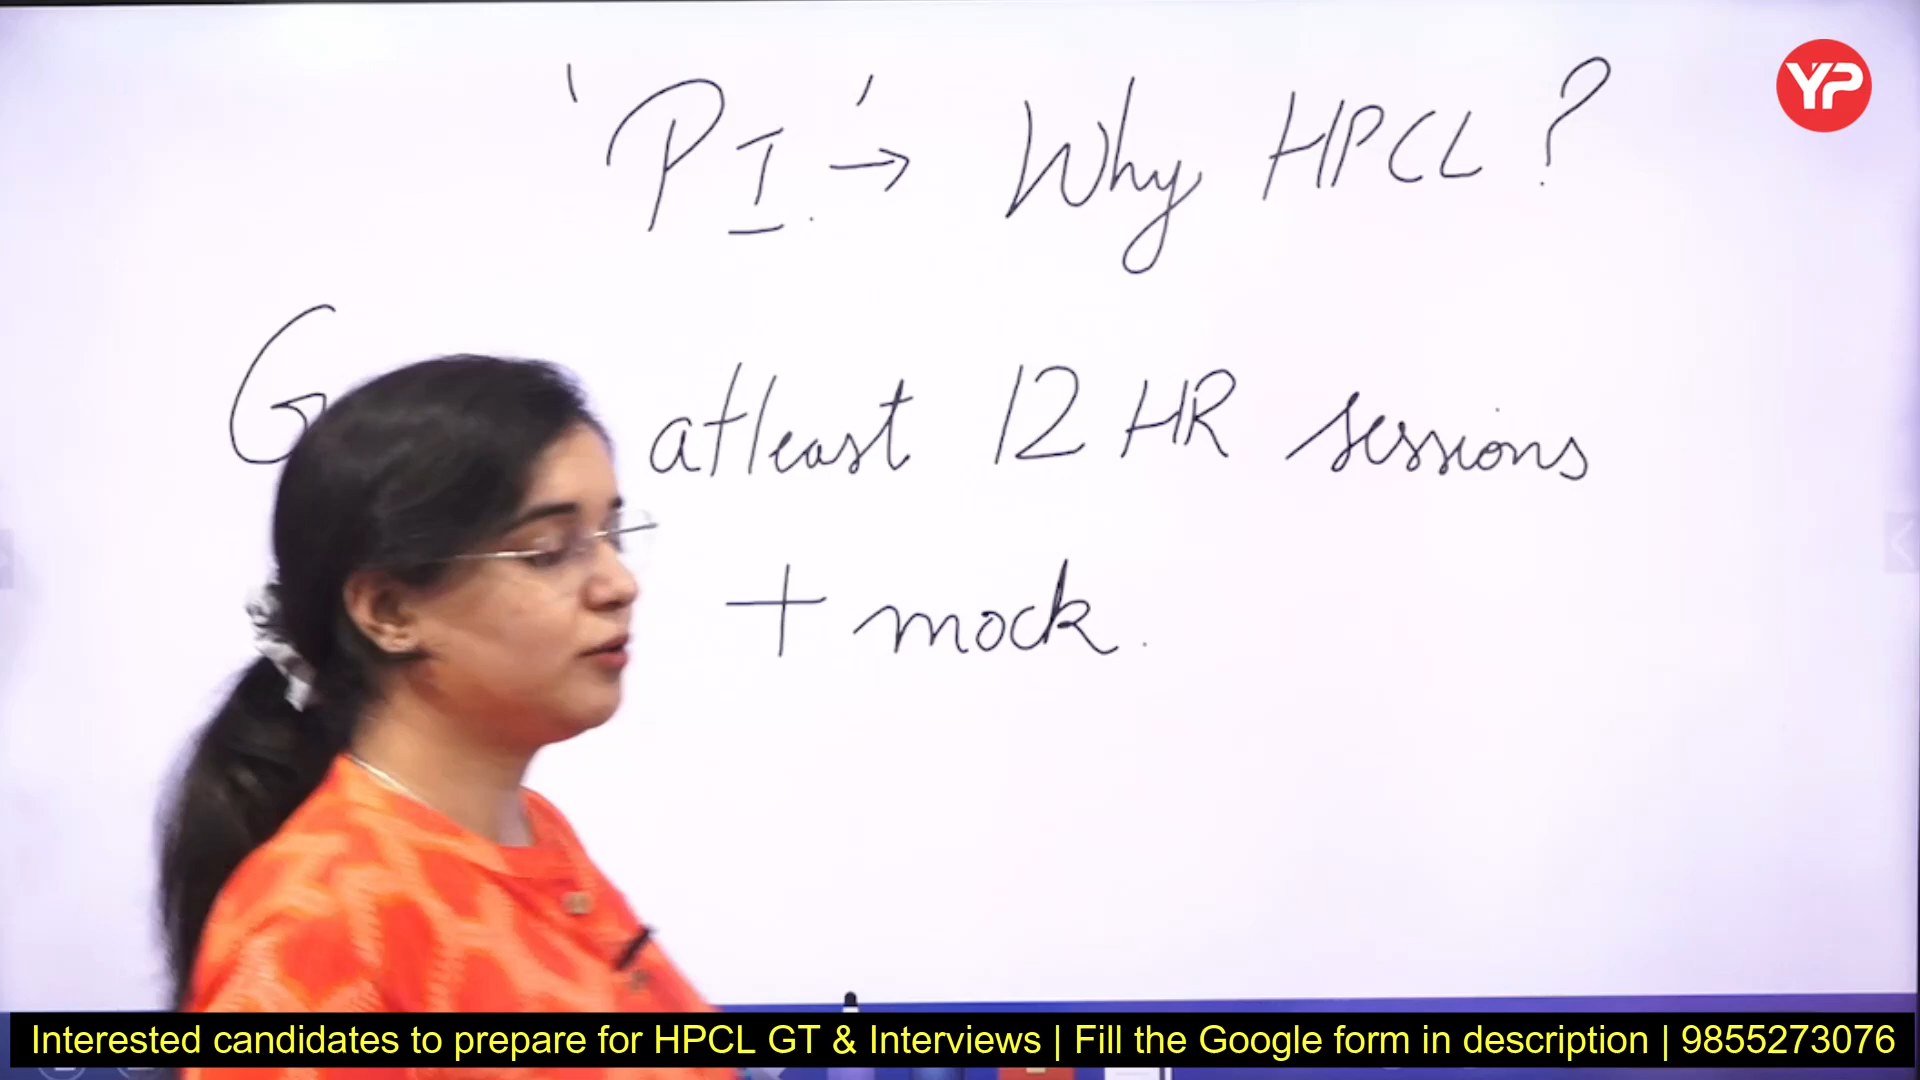 YP
'PI.' → Why HPCL ?
atleast 12 HR sessions
+ mock.
Interested candidates to prepare for HPCL GT & Interviews | Fill the Google form in description | 9855273076